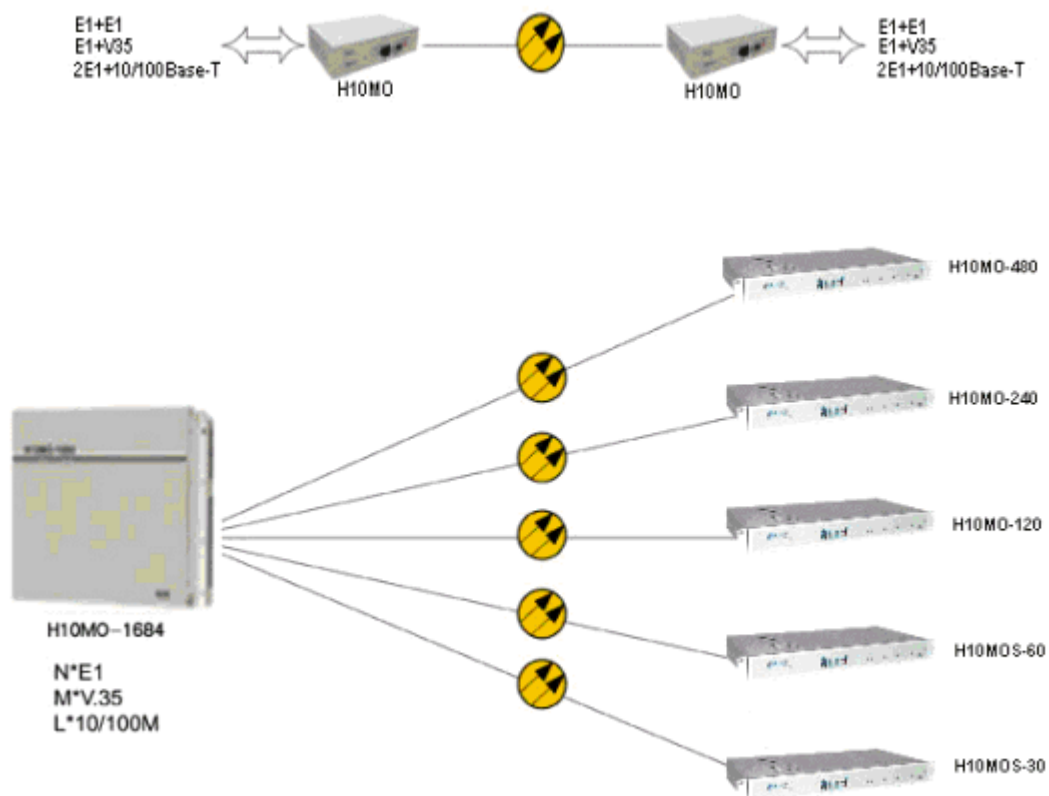 E1+E1
E1+V35
2E1+10/100Base-T
H10MO
H10MO
E1+E1
E1+V35
2E1+10/100Base-T
H10MO-480
H10MO-240
H10MO-120
H10MOS-60
H10MOS-30
H10MO-1684
N*E1
M*V.35
L*10/100M